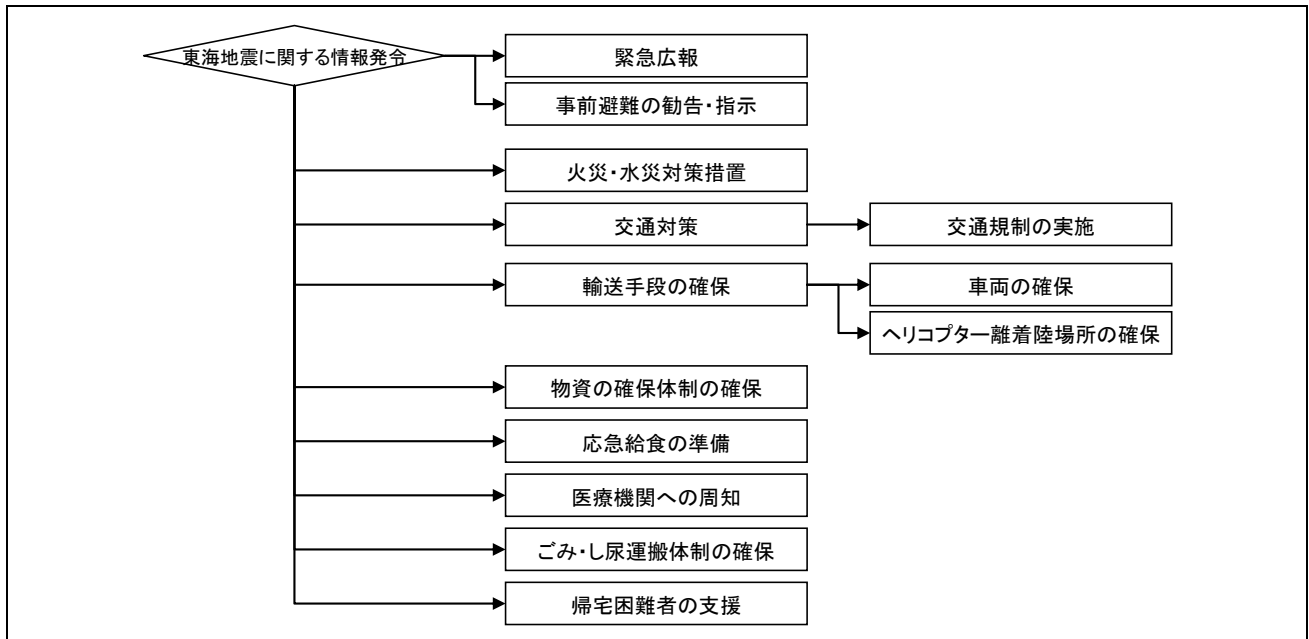 東海地震に関する情報発令
緊急広報
事前避難の勧告・指示
火災・水災対策措置
交通対策
交通規制の実施
輸送手段の確保
車両の確保
ヘリコプター離着陸場所の確保
物資の確保体制の確保
応急給食の準備
医療機関への周知
ごみ・し尿運搬体制の確保
帰宅困難者の支援